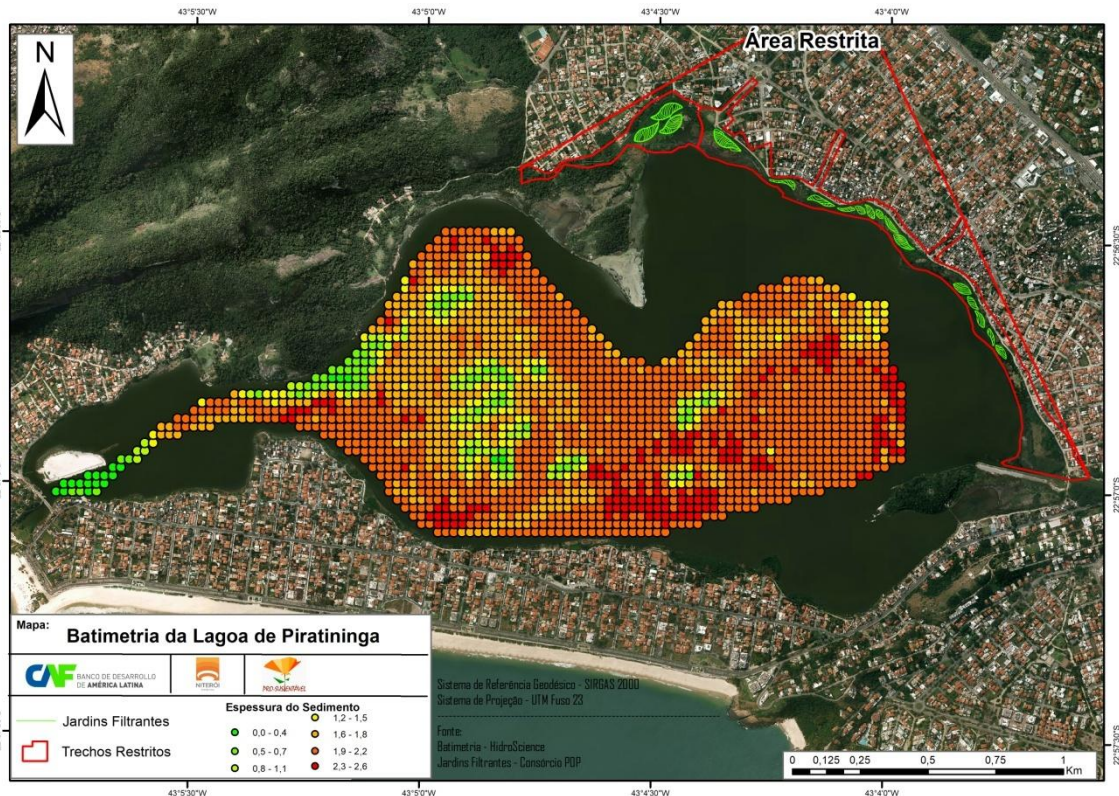 43°5'30"W 43°5'0"W 43°4'30"W 43°4'0"W
N
Área Restrita
22°56'30"S
22°57'0"S
22°57'30"S
Mapa:
Batimetria da Lagoa de Piratininga
CAF BANCO DE DESARROLLO
DE AMÉRICA LATINA
NITERÓI
PRO SUSTENTÁVEL
Jardins Filtrantes
Trechos Restritos
Espessura do Sedimento
0,0 - 0,4
0,5 - 0,7
0,8 - 1,1
1,2 - 1,5
1,6 - 1,8
1,9 - 2,2
2,3 - 2,6
Sistema de Referência Geodésico - SIRGAS 2000
Sistema de Projeção - UTM Fuso 23
Fonte:
Batimetria - HidroScience
Jardins Filtrantes - Consórcio POP
0 0,125 0,25 0,5 0,75 1
Km
43°5'30"W 43°5'0"W 43°4'30"W 43°4'0"W